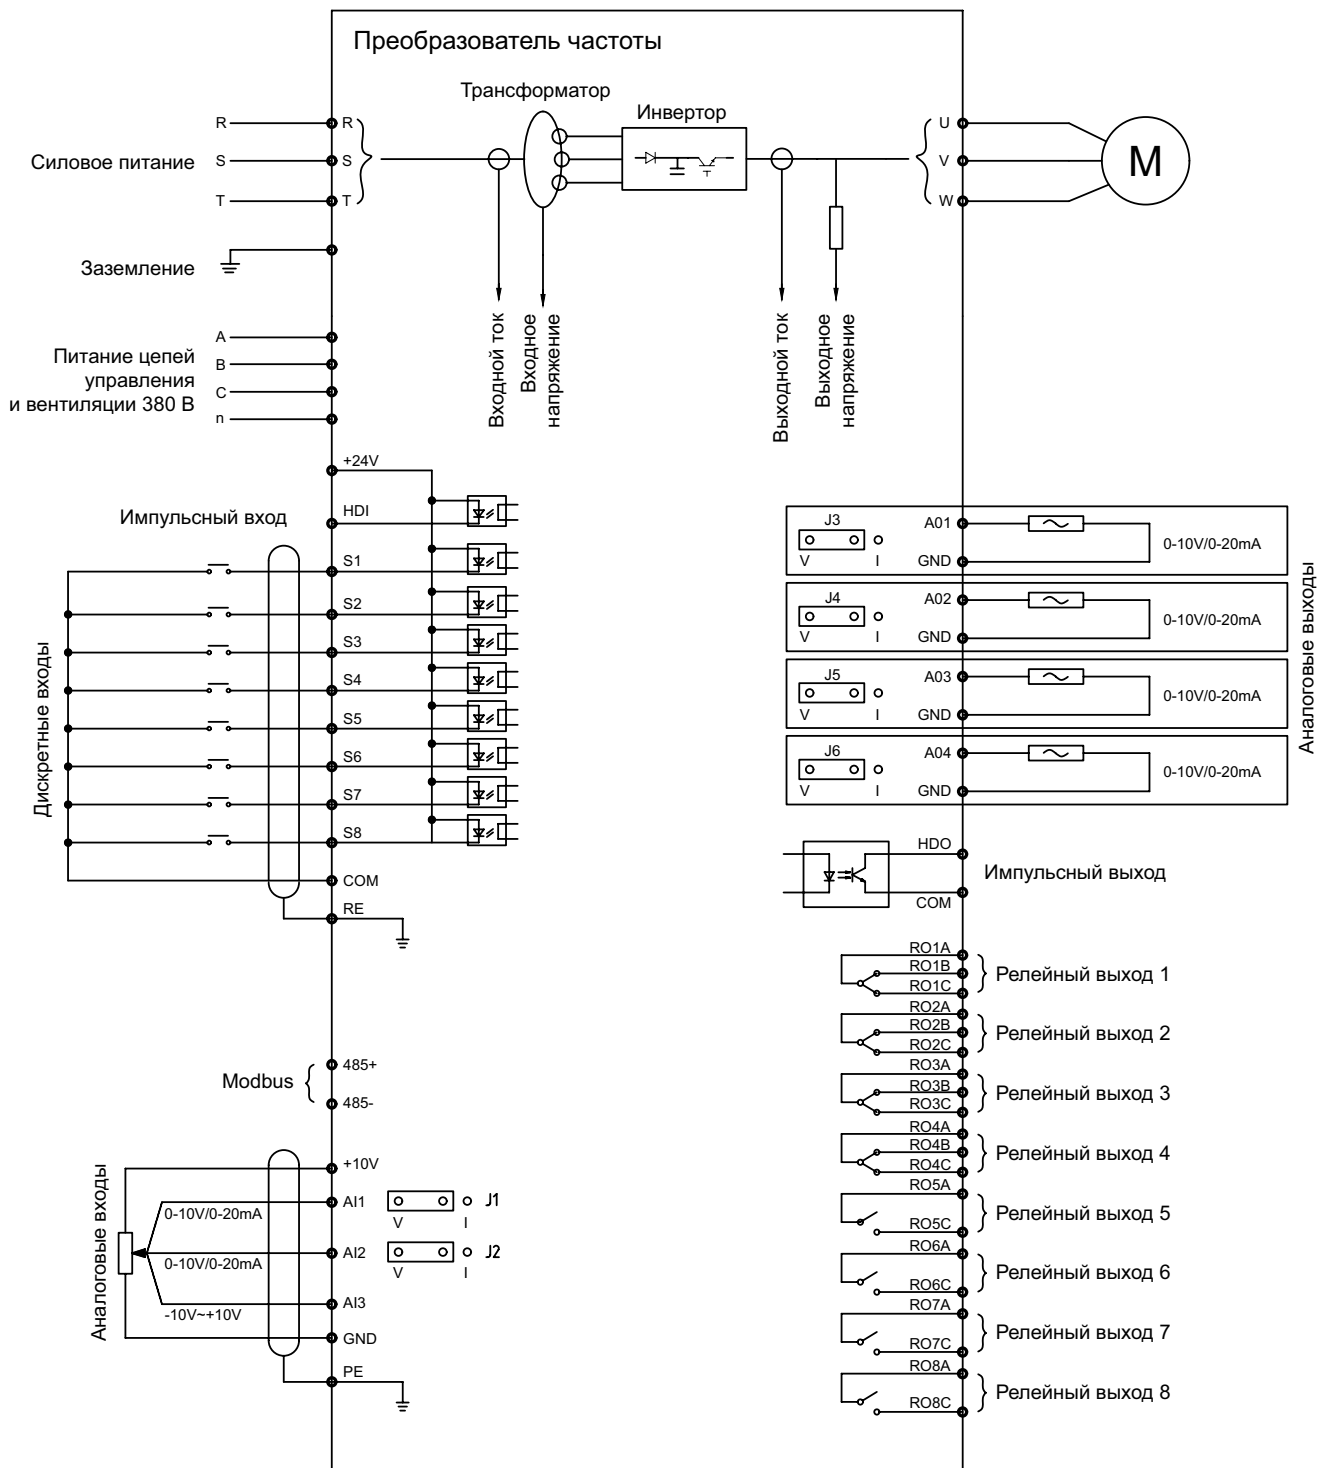 Преобразователь частоты
Трансформатор
Инвертор
Силовое питание
R
S
T
R
S
T
U
V
W
M
Заземление
Питание цепей
управления
и вентиляции 380 В
A
B
C
n
Входной ток
Входное
напряжение
Выходной ток
Выходное
напряжение
+24V
Импульсный вход
HDI
Дискретные входы
S1
S2
S3
S4
S5
S6
S7
S8
COM
RE
Modbus
485+
485-
Аналоговые входы
+10V
0-10V/0-20mA
AI1
V
I
J1
0-10V/0-20mA
AI2
V
I
J2
-10V~+10V
AI3
GND
PE
J3
V
I
A01
GND
0-10V/0-20mA
J4
V
I
A02
GND
0-10V/0-20mA
J5
V
I
A03
GND
0-10V/0-20mA
J6
V
I
A04
GND
0-10V/0-20mA
Аналоговые выходы
HDO
COM
Импульсный выход
RO1A
RO1B
RO1C
Релейный выход 1
RO2A
RO2B
RO2C
Релейный выход 2
RO3A
RO3B
RO3C
Релейный выход 3
RO4A
RO4B
RO4C
Релейный выход 4
RO5A
RO5C
Релейный выход 5
RO6A
RO6C
Релейный выход 6
RO7A
RO7C
Релейный выход 7
RO8A
RO8C
Релейный выход 8